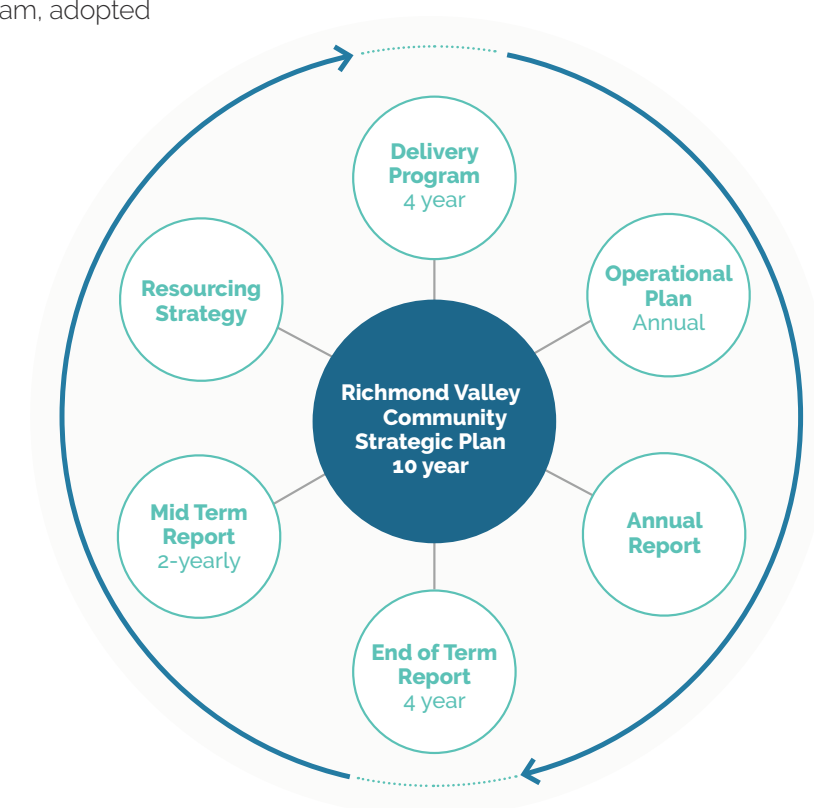 am, adopted
Delivery
Program
4 year
Operational
Plan
Annual
Resourcing
Strategy
Richmond Valley
Community
Strategic Plan
10 year
Mid Term
Report
2-yearly
Annual
Report
End of Term
Report
4 year